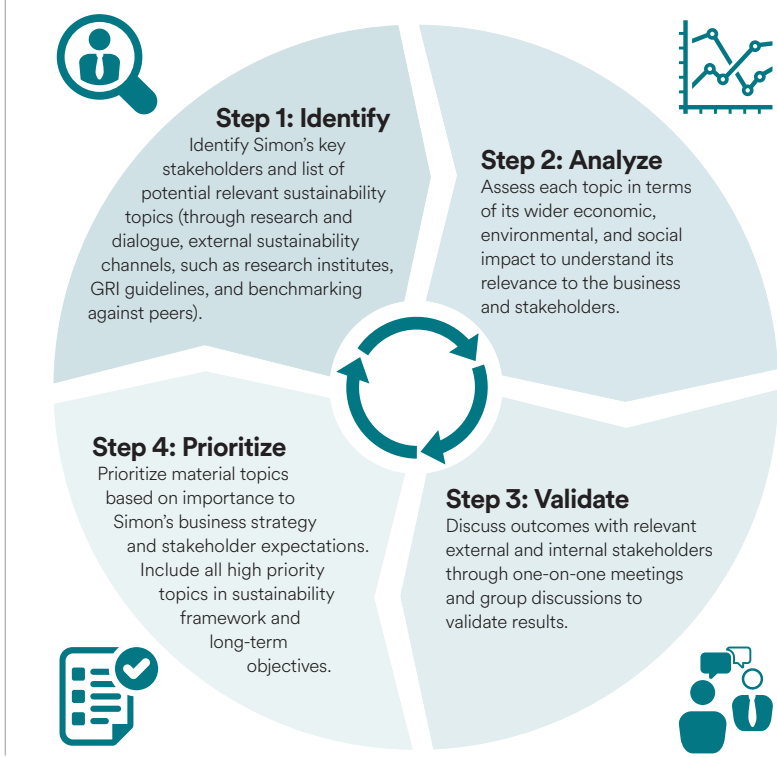 Step 1: Identify
Identify Simon’s key
stakeholders and list of
potential relevant sustainability
topics (through research and
dialogue, external sustainability
channels, such as research institutes,
GRI guidelines, and benchmarking
against peers).
Step 2: Analyze
Assess each topic in terms
of its wider economic,
environmental, and social
impact to understand its
relevance to the business
and stakeholders.
Step 3: Validate
Discuss outcomes with relevant
external and internal stakeholders
through one-on-one meetings
and group discussions to
validate results.
Step 4: Prioritize
Prioritize material topics
based on importance to
Simon’s business strategy
and stakeholder expectations.
Include all high priority
topics in sustainability
framework and
long-term
objectives.